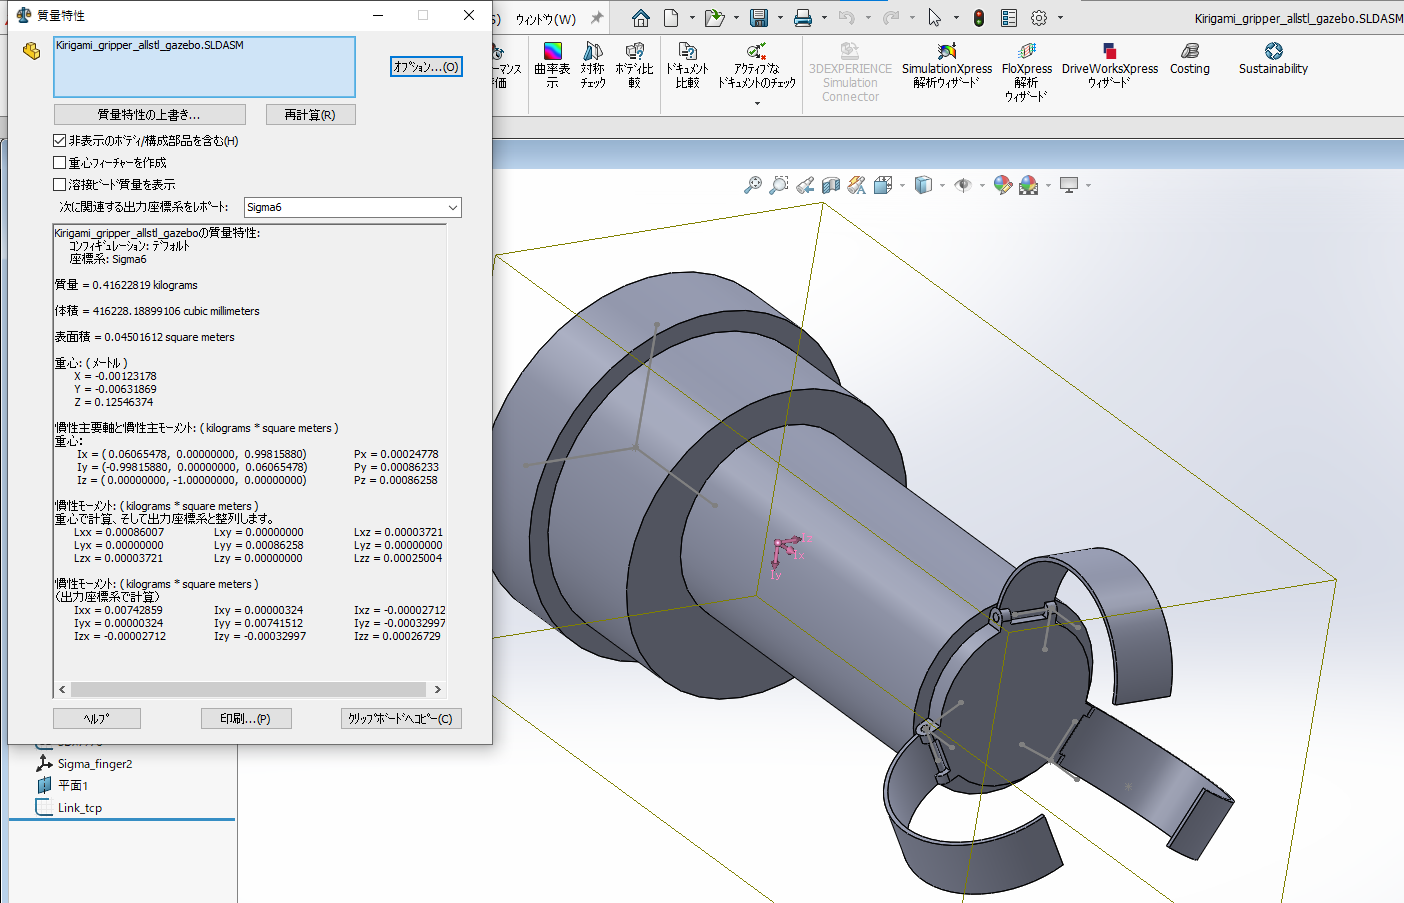 質量特性
Kirigami_gripper_allstl_gazebo.SLDASM
オプション...(O)
質量特性の上書き...
再計算(R)
非表示のボディ/構成部品を含む(H)
重心フィーチャーを作成
溶接ビード質量を表示
次に関連する出力座標系をレポート:
Sigma6
Kirigami_gripper_allstl_gazeboの質量特性:
コンフィギュレーション: デフォルト
座標系: Sigma6
質量 = 0.41622819 kilograms
体積 = 416228.18899106 cubic millimeters
表面積 = 0.04501612 square meters
重心: ( メートル )
X = -0.00123178
Y = -0.00631869
Z = 0.12546374
慣性主要軸と慣性主モーメント: ( kilograms * square meters )
重心:
Ix = ( 0.06065478, 0.00000000, 0.99815880) Px = 0.00024778
Iy = (-0.99815880, 0.00000000, 0.06065478) Py = 0.00086233
Iz = ( 0.00000000, -1.00000000, 0.00000000) Pz = 0.00086258
慣性モーメント: ( kilograms * square meters )
重心で計算、そして出力座標系と整列します。
Lxx = 0.00086007 Lxy = 0.00000000 Lxz = 0.00003721
Lyx = 0.00000000 Lyy = 0.00086258 Lyz = 0.00000000
Lzx = 0.00003721 Lzy = 0.00000000 Lzz = 0.00025004
慣性モーメント: ( kilograms * square meters )
(出力座標系で計算)
Ixx = 0.00742859 Ixy = 0.00000324 Ixz = -0.00002712
Iyx = 0.00000324 Iyy = 0.00741512 Iyz = -0.00032997
Izx = -0.00002712 Izy = -0.00032997 Izz = 0.00026729
ヘルプ
印刷...(P)
クリップボードへコピー(C)
ウィンドウ(W)
Kirigami_gripper_allstl_gazebo.SLDASM
曲率表示
対称チェック
ボディ比較
ドキュメント比較
アクティブなドキュメントのチェック
3DEXPERIENCE Simulation Connector
SimulationXpress 解析ウィザード
FloXpress 解析ウィザード
DriveWorksXpress ウィザード
Costing
Sustainability
Ix
Iy
Sigma_finger2
平面1
Link_tcp